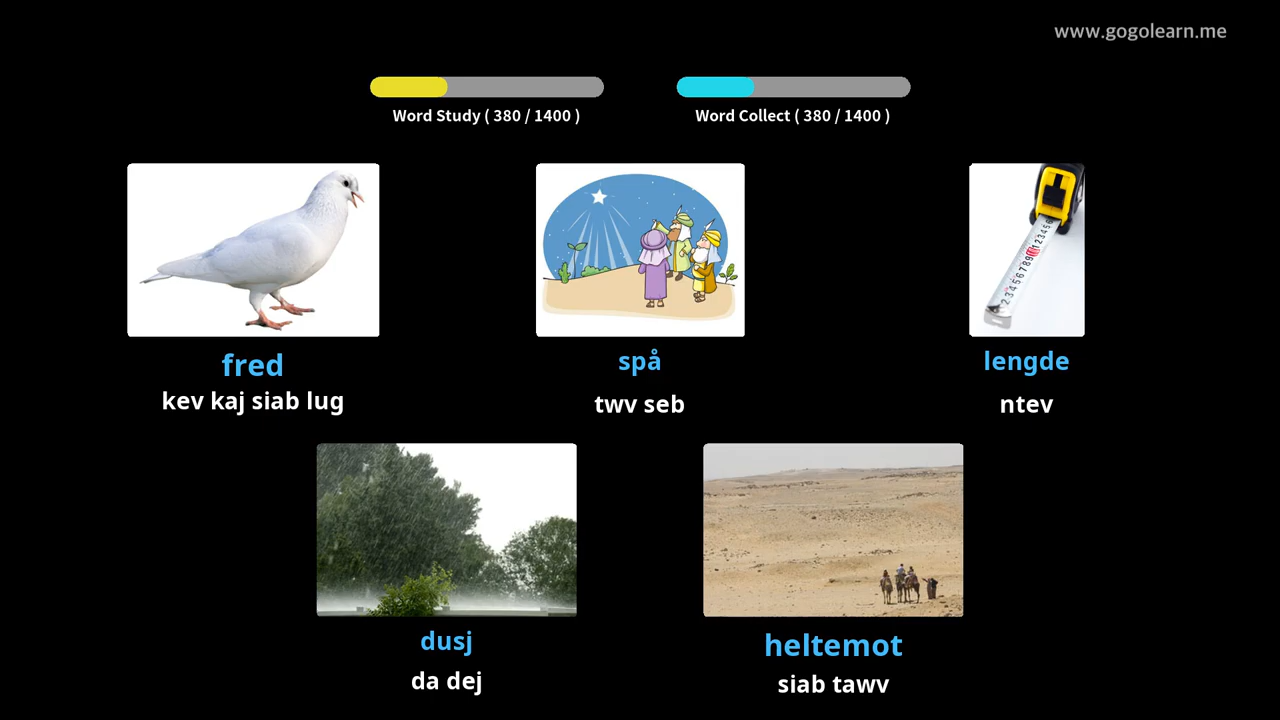 www.gogolearn.me
Word Study ( 380 / 1400 )
Word Collect ( 380 / 1400 )
fred
kev kaj siab lug
spå
twv seb
lengde
ntev
dusj
da dej
heltemot
siab tawv